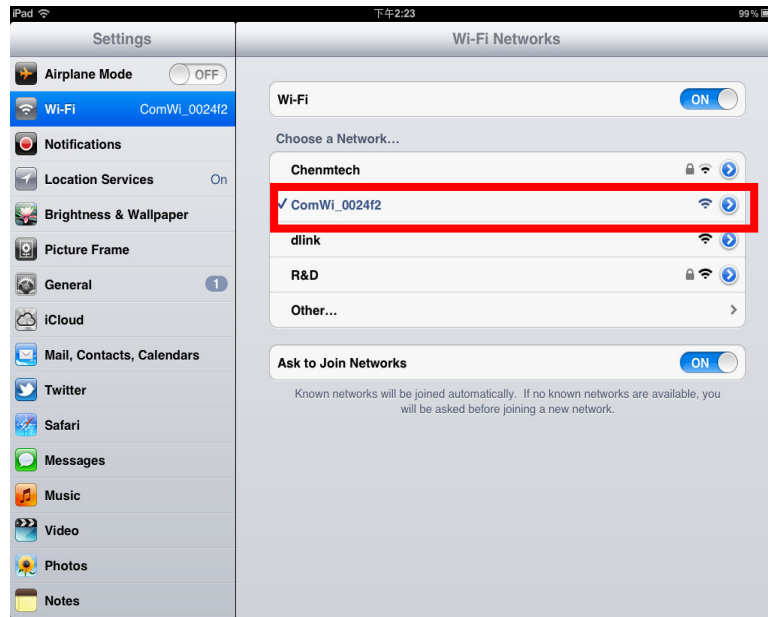 iPad 下午2:23 99%
Settings
Airplane Mode OFF
Wi-Fi ComWi_0024f2
Notifications
Location Services On
Brightness & Wallpaper
Picture Frame
General 1
iCloud
Mail, Contacts, Calendars
Twitter
Safari
Messages
Music
Video
Photos
Notes
Wi-Fi Networks
Wi-Fi ON
Choose a Network...
Chenmtech
✓ ComWi_0024f2
dlink
R&D
Other...
Ask to Join Networks ON
Known networks will be joined automatically. If no known networks are available, you
will be asked before joining a new network.